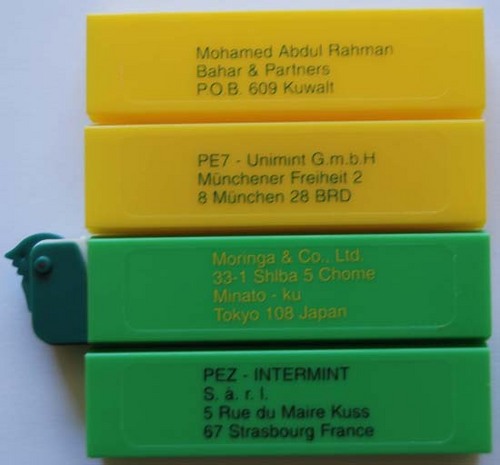 Mohamed Abdul Rahman
Bahar & Partners
P.O.B. 609 Kuwait
PE7 - Unimint G.m.b.H
Münchener Freiheit 2
8 München 28 BRD
Moringa & Co., Ltd.
33-1 Shiba 5 Chome
Minato - ku
Tokyo 108 Japan
PEZ - INTERMINT
S. à. r. l.
5 Rue du Maire Kuss
67 Strasbourg France